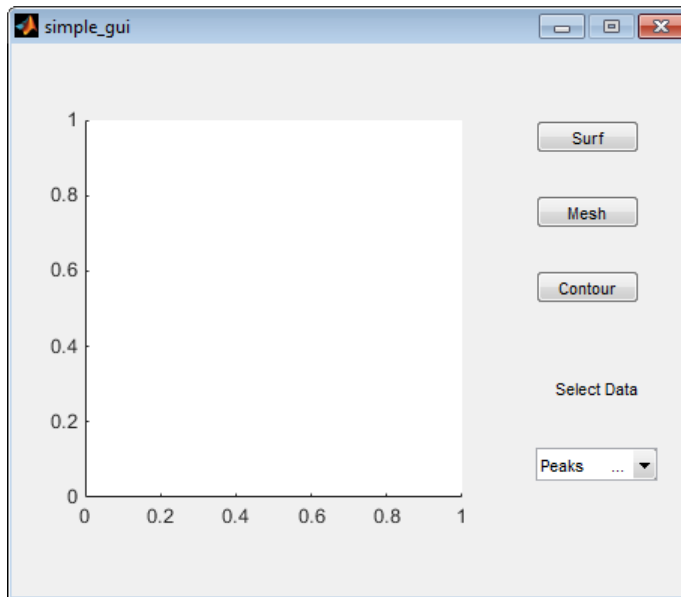 simple_gui
1
0.8
0.6
0.4
0.2
0
0 0.2 0.4 0.6 0.8 1
Surf
Mesh
Contour
Select Data
Peaks ...